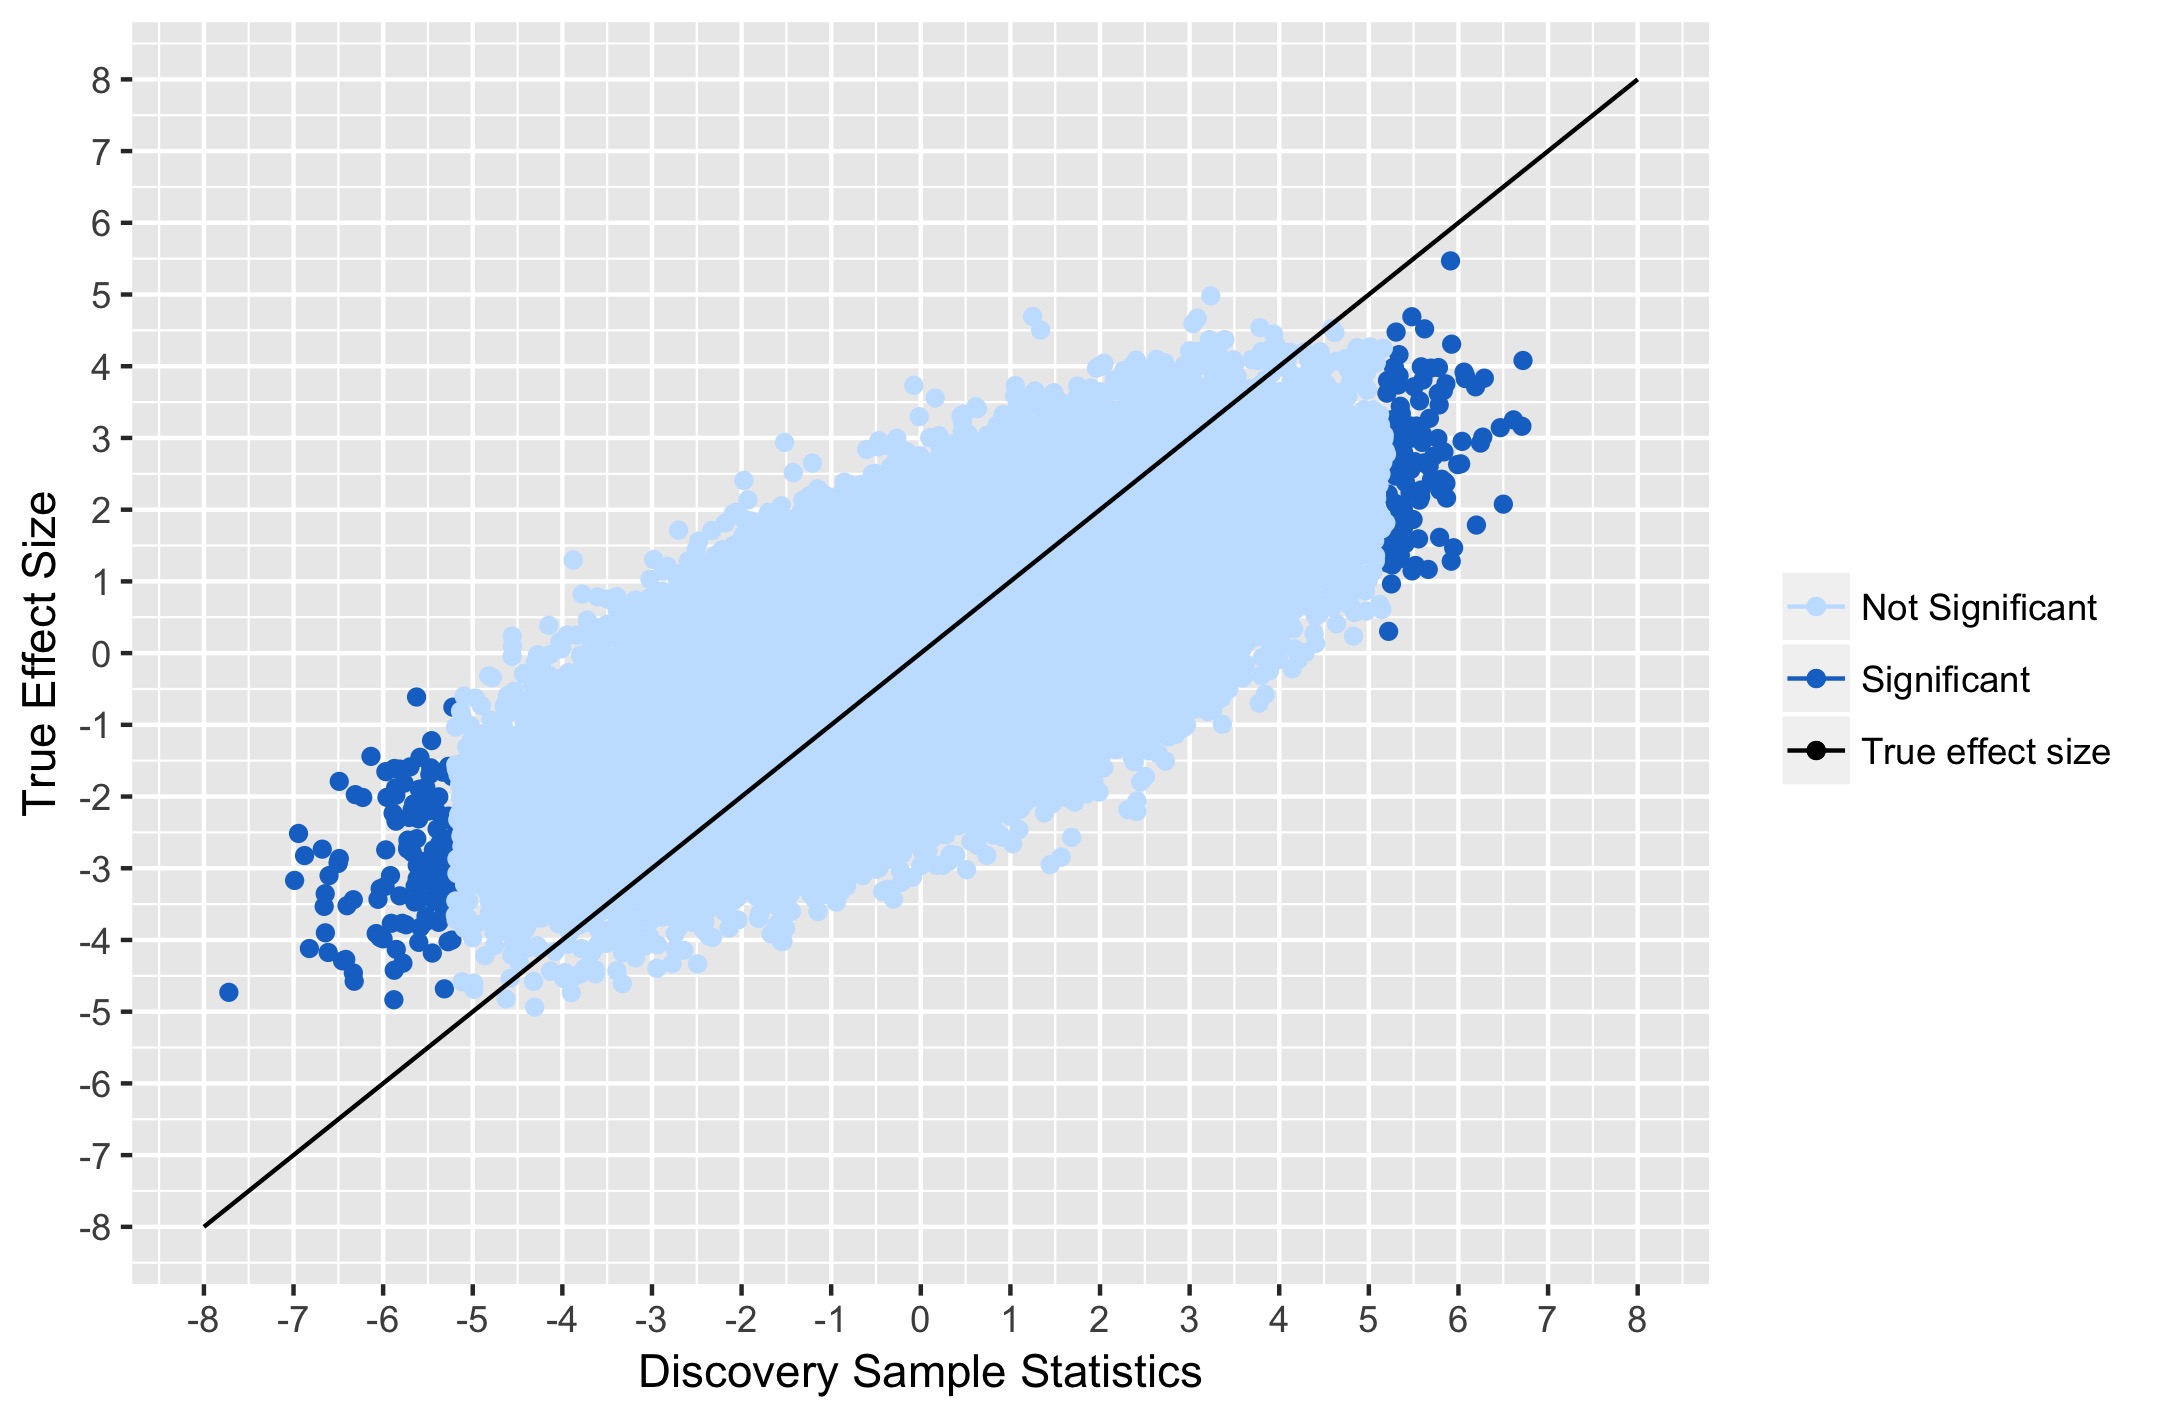 8
7
6
5
4
3
2
1
0
-1
-2
-3
-4
-5
-6
-7
-8
True Effect Size
-8 -7 -6 -5 -4 -3 -2 -1 0 1 2 3 4 5 6 7 8
Discovery Sample Statistics
Not Significant
Significant
True effect size